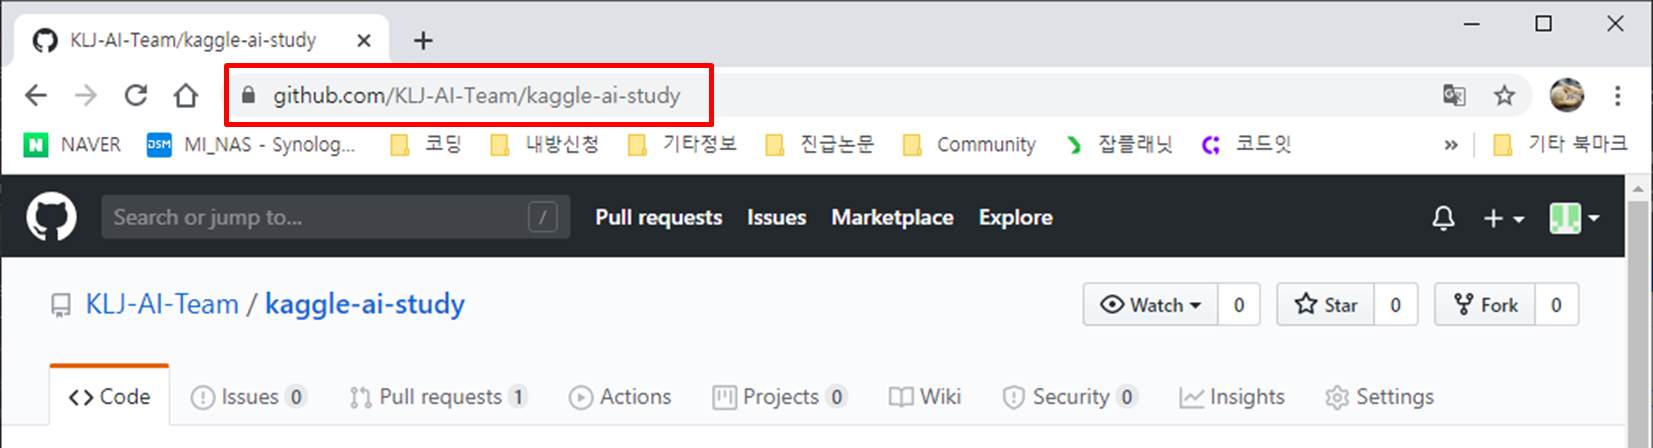 KLJ-AI-Team/kaggle-ai-study
github.com/KLJ-AI-Team/kaggle-ai-study
N NAVER DSM MI_NAS - Synolog... 코딩 내방신청 기타정보 진급논문 Community 잡플래닛 코드잇 » 기타 북마크
Search or jump to... / Pull requests Issues Marketplace Explore
KLJ-AI-Team / kaggle-ai-study Watch 0 Star 0 Fork 0
<> Code Issues 0 Pull requests 1 Actions Projects 0 Wiki Security 0 Insights Settings